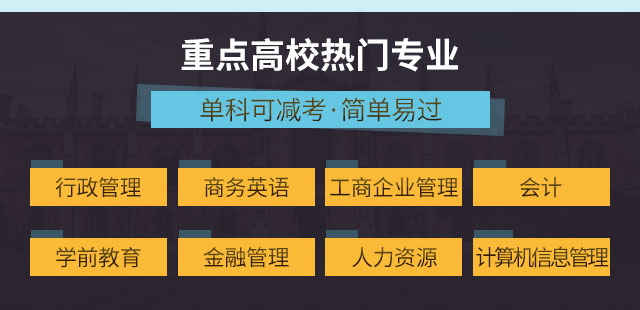 重点高校热门专业
单科可减考·简单易过
行政管理
商务英语
工商企业管理
会计
学前教育
金融管理
人力资源
计算机信息管理